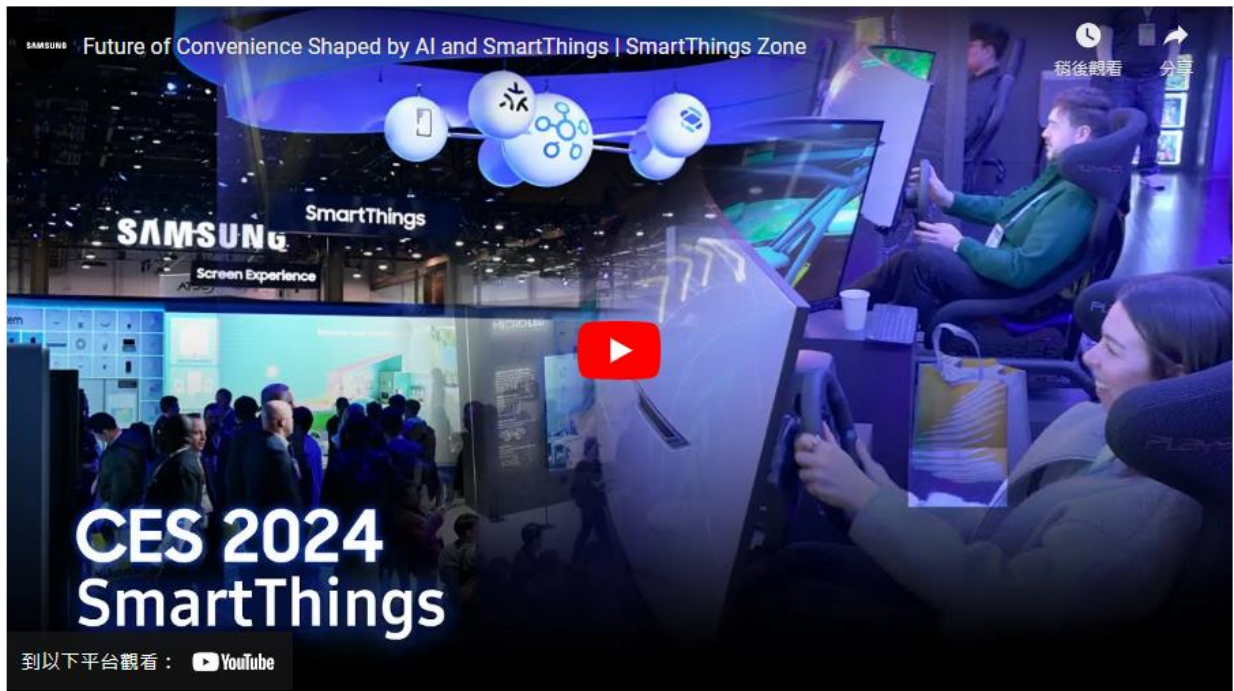 SAMSUNG
Future of Convenience Shaped by AI and SmartThings | SmartThings Zone
稍後觀看
分享
SmartThings
SAMSUNG
Screen Experience
MICRO LED
CES 2024
SmartThings
到以下平台觀看：
YouTube